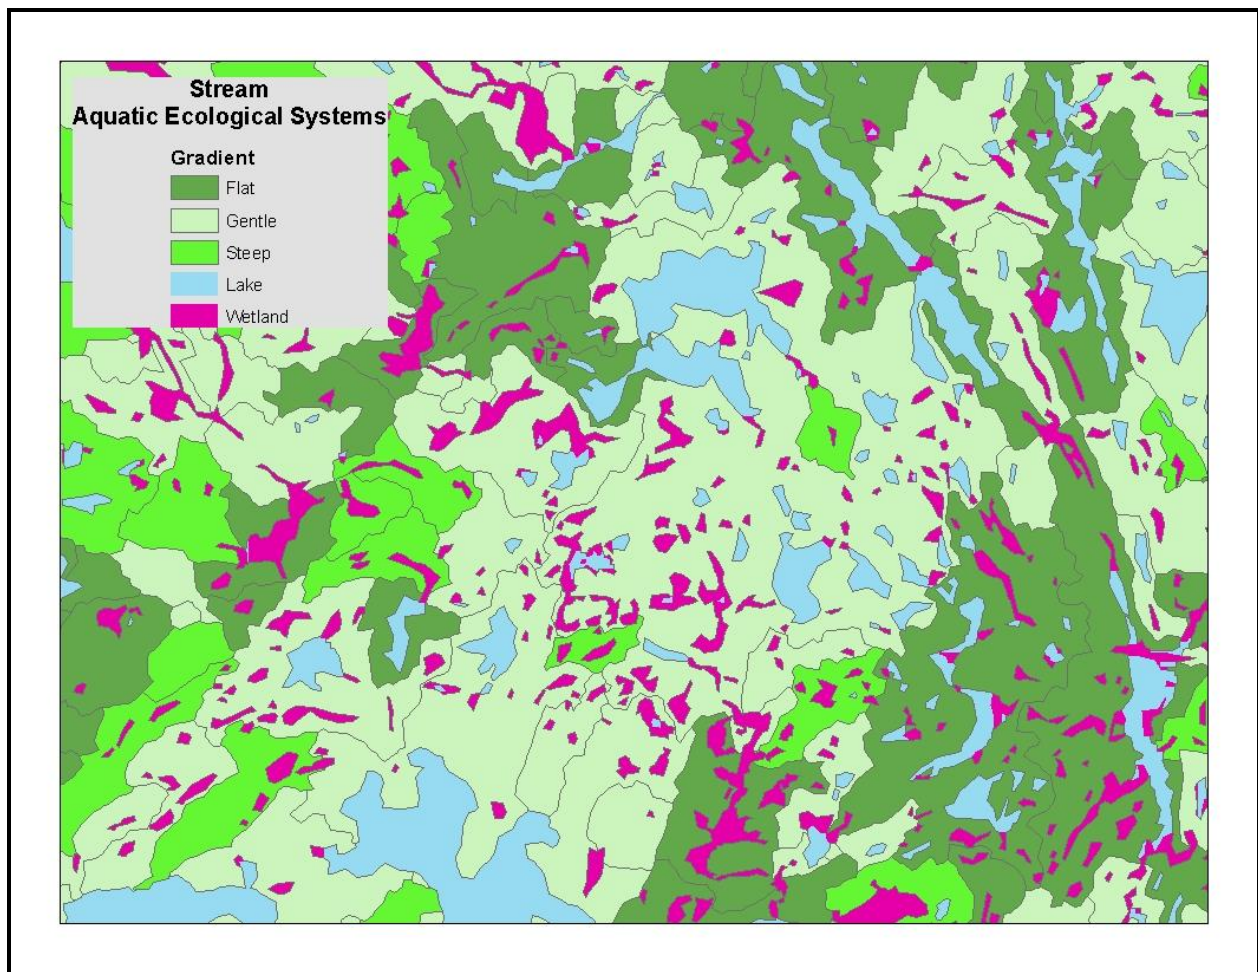 Stream
Aquatic Ecological Systems
Gradient
Flat
Gentle
Steep
Lake
Wetland